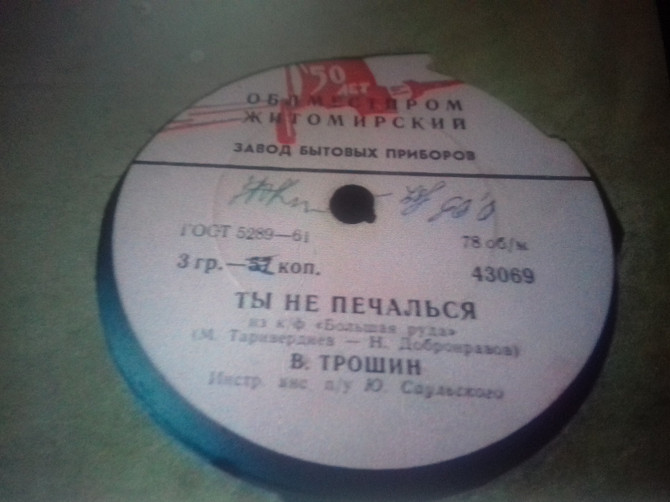 50
ЛЕТ
ОБЛМЕСТПРОМ
ЖИТОМИРСКИЙ
ЗАВОД БЫТОВЫХ ПРИБОРОВ
ГОСТ 5289—61
78 об/м.
3 гр.— коп.
43069
ТЫ НЕ ПЕЧАЛЬСЯ
из к/ф «Большая руда»
(М. Таривердиев — Н. Добронравов)
В. ТРОШИН
Инстр. анс. п/у Ю. Саульского